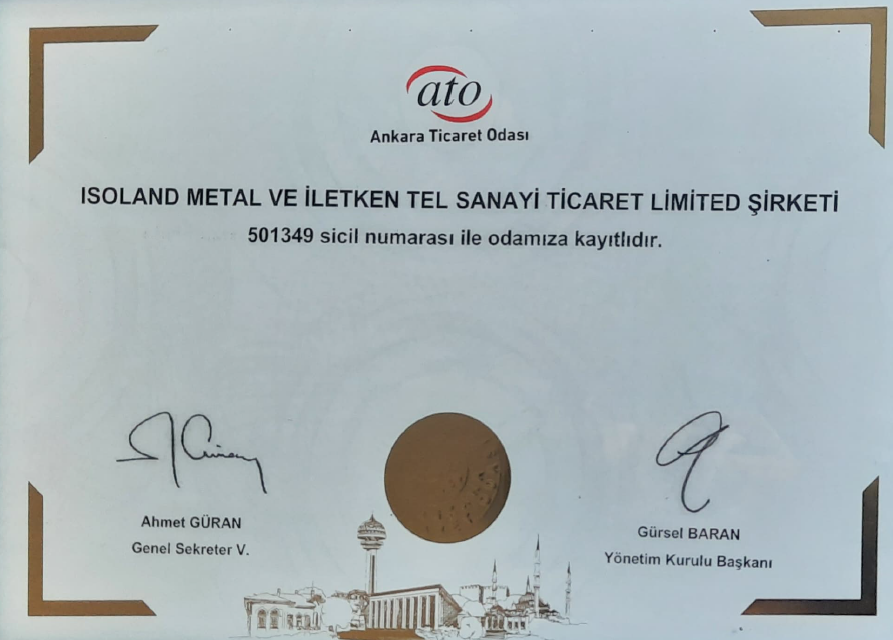 ato
Ankara Ticaret Odası
ISOLAND METAL VE İLETKEN TEL SANAYİ TİCARET LİMİTED ŞİRKETİ
501349 sicil numarası ile odamıza kayıtlıdır.
Ahmet GÜRAN
Genel Sekreter V.
Gürsel BARAN
Yönetim Kurulu Başkanı